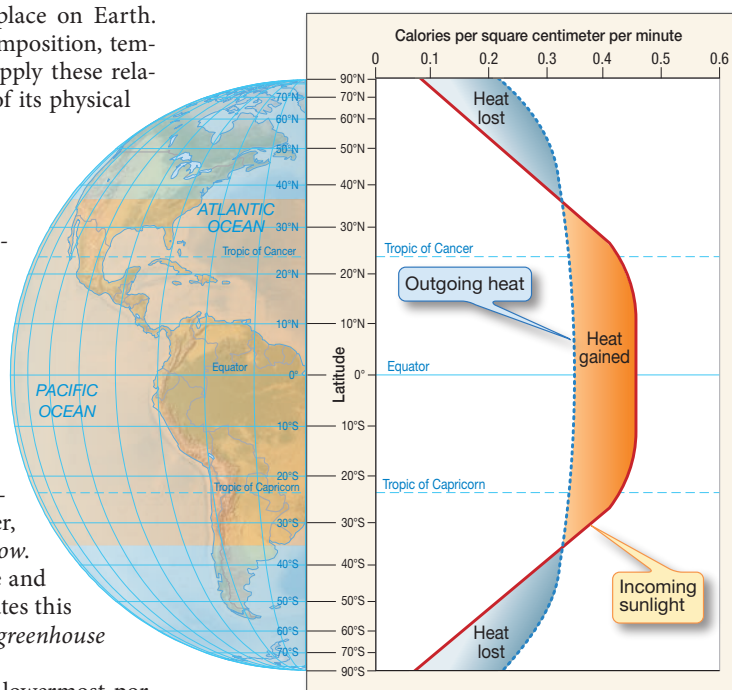 place on Earth.
mposition, tem-
pply these rela-
of its physical
-
-
er,
ow.
e and
ates this
greenhouse
lowermost por-
70°N
60°N
50°N
40°N
ATLANTIC
OCEAN
30°N
Tropic of Cancer
20°N
10°N
Equator
0°
PACIFIC
OCEAN
10°S
20°S
Tropic of Capricorn
30°S
40°S
50°S
60°S
70°S
Calories per square centimeter per minute
0 0.1 0.2 0.3 0.4 0.5 0.6
Latitude
90°N
70°N
60°N
50°N
40°N
30°N
20°N
10°N
0°
10°S
20°S
30°S
40°S
50°S
60°S
70°S
90°S
Heat
lost
Tropic of Cancer
Outgoing heat
Heat
gained
Equator
Tropic of Capricorn
Incoming
sunlight
Heat
lost